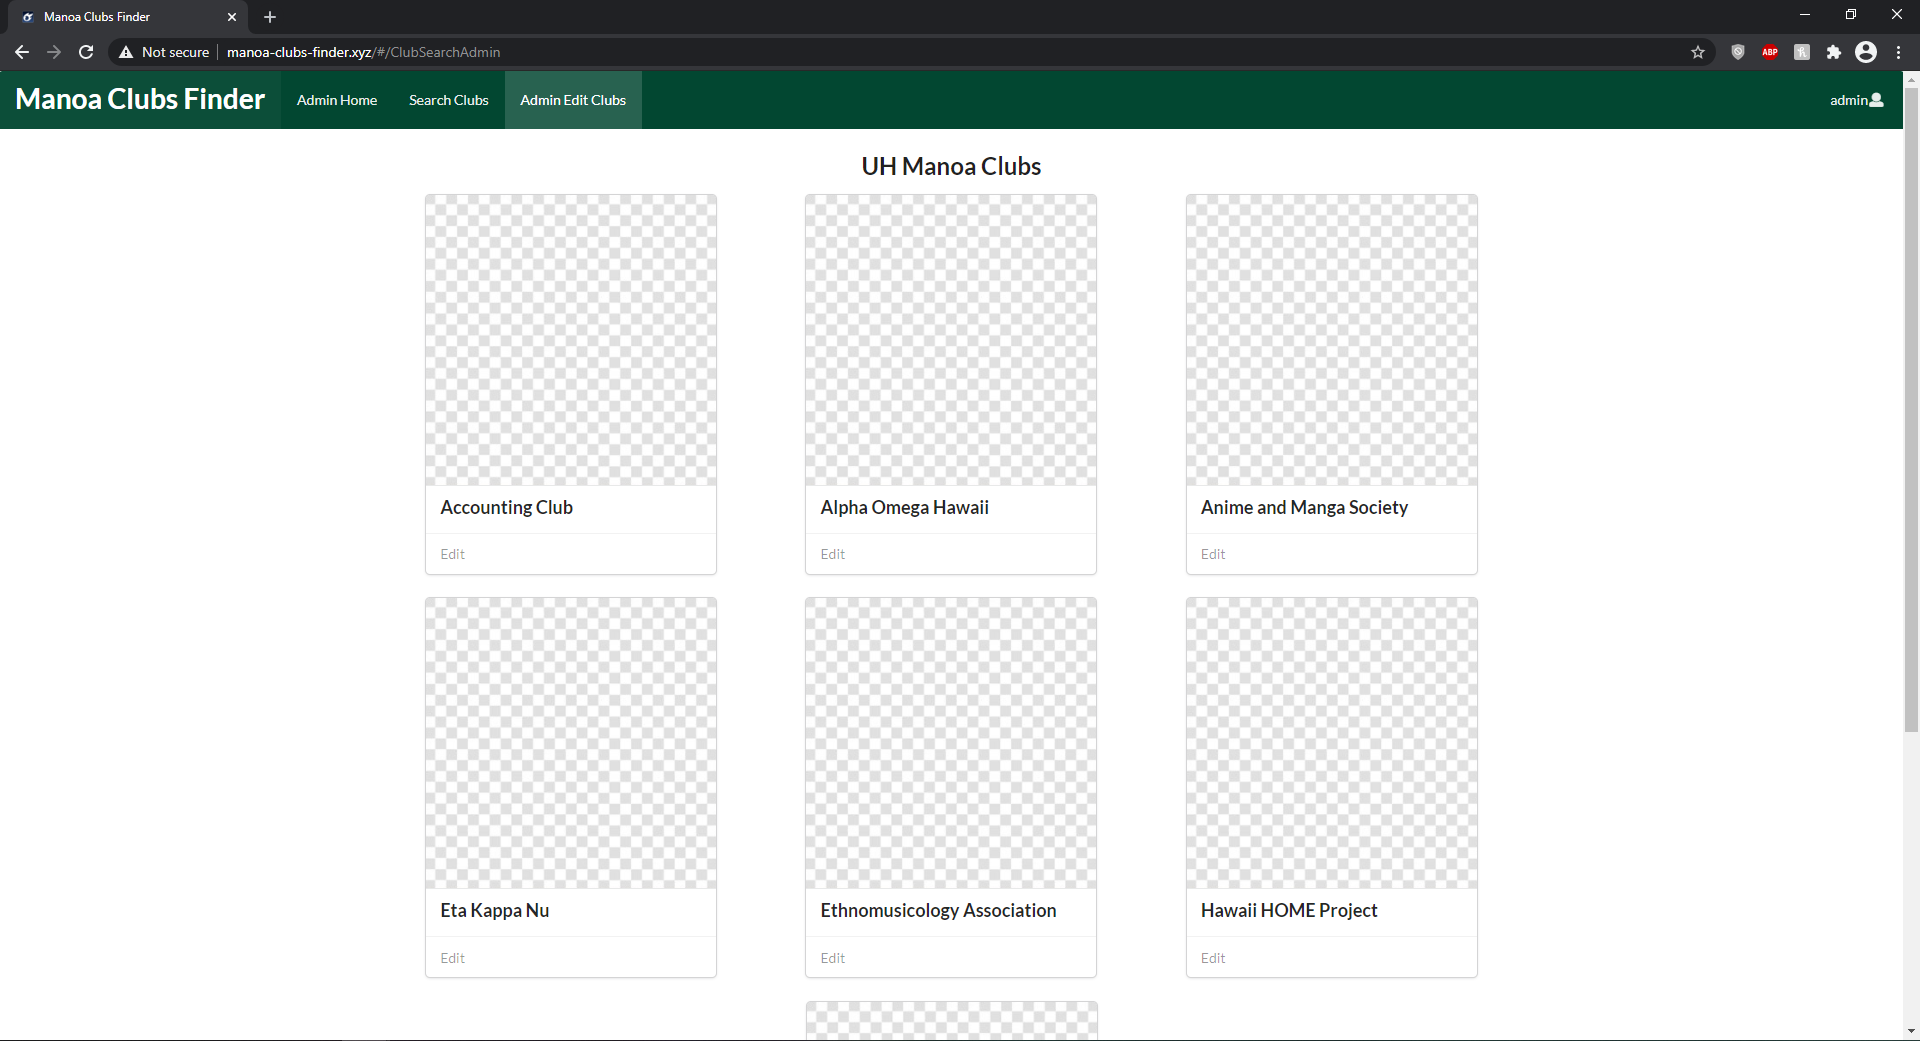 Manoa Clubs Finder
Not secure manoa-clubs-finder.xyz/#/ClubSearchAdmin
ABP
Manoa Clubs Finder Admin Home Search Clubs Admin Edit Clubs admin
UH Manoa Clubs
Accounting Club Alpha Omega Hawaii Anime and Manga Society
Edit Edit Edit
Eta Kappa Nu Ethnomusicology Association Hawaii HOME Project
Edit Edit Edit